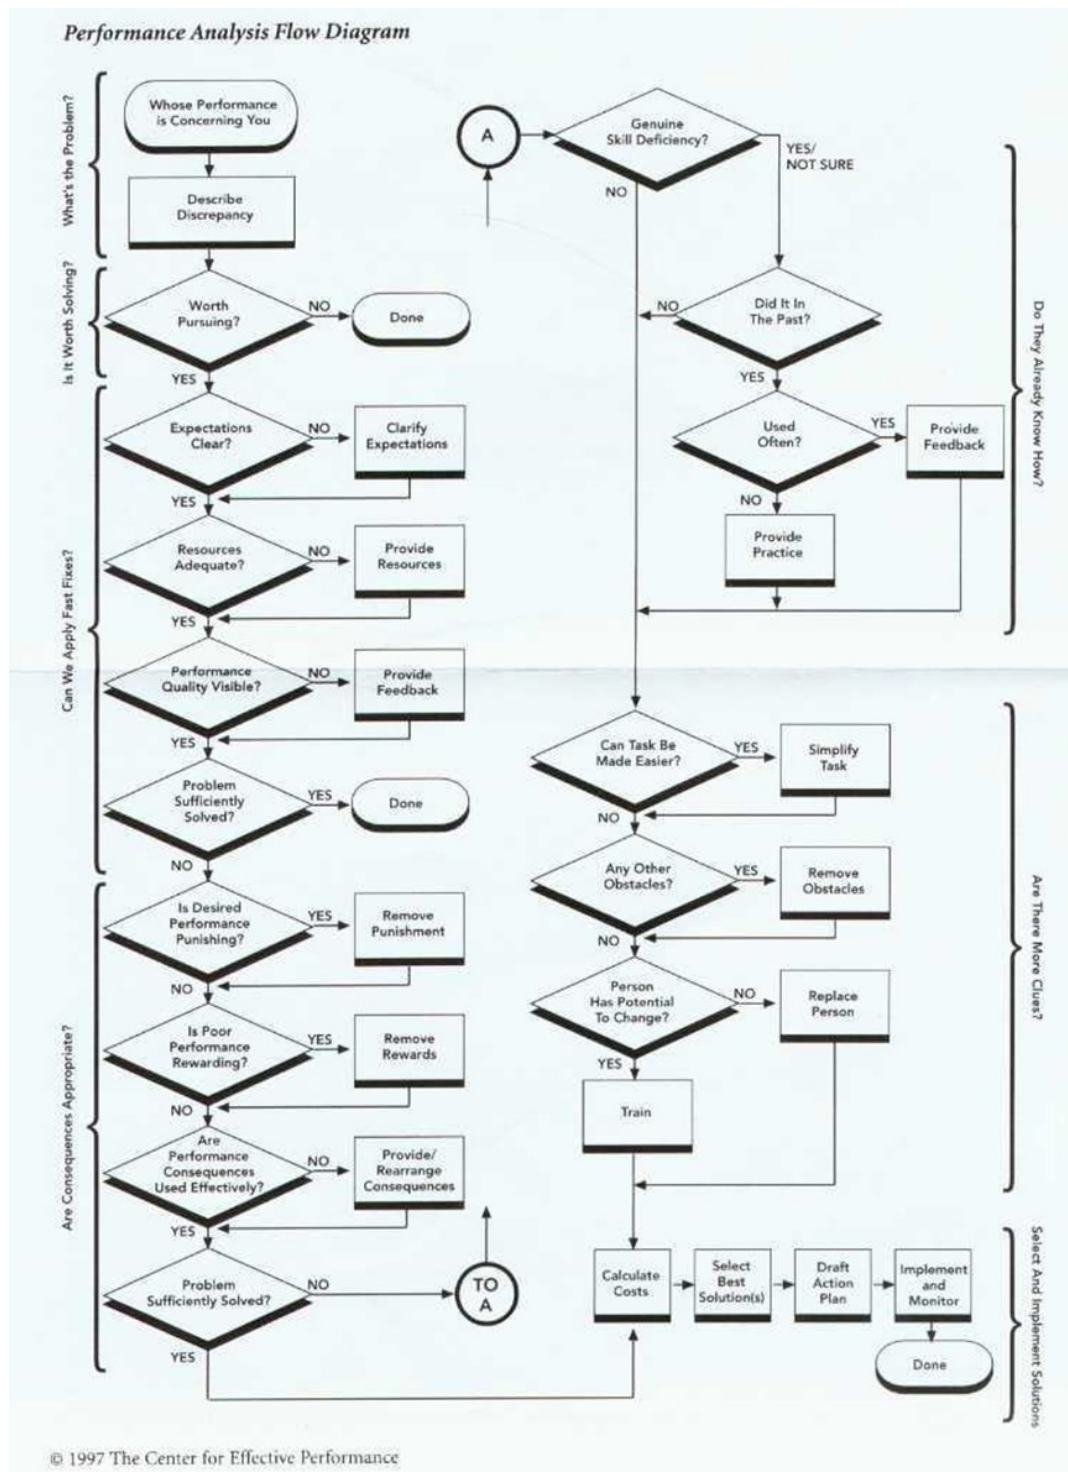 Performance Analysis Flow Diagram
What's the Problem?
Whose Performance
is Concerning You
Describe
Discrepancy
Is It Worth Solving?
Worth
Pursuing?
NO
Done
YES
Can We Apply Fast Fixes?
Expectations
Clear?
NO
Clarify
Expectations
YES
Resources
Adequate?
NO
Provide
Resources
YES
Performance
Quality Visible?
NO
Provide
Feedback
YES
Problem
Sufficiently
Solved?
YES
Done
NO
Are Consequences Appropriate?
Is Desired
Performance
Punishing?
YES
Remove
Punishment
NO
Is Poor
Performance
Rewarding?
YES
Remove
Rewards
NO
Are
Performance
Consequences
Used Effectively?
NO
Provide/
Rearrange
Consequences
YES
Problem
Sufficiently Solved?
NO
TO
A
YES
A
Genuine
Skill Deficiency?
YES/
NOT SURE
NO
Do They Already Know How?
Did It In
The Past?
NO
YES
Used
Often?
YES
Provide
Feedback
NO
Provide
Practice
Are There More Clues?
Can Task Be
Made Easier?
YES
Simplify
Task
NO
Any Other
Obstacles?
YES
Remove
Obstacles
NO
Person
Has Potential
To Change?
NO
Replace
Person
YES
Train
Select And Implement Solutions
Calculate
Costs
Select
Best
Solution(s)
Draft
Action
Plan
Implement
and
Monitor
Done
© 1997 The Center for Effective Performance